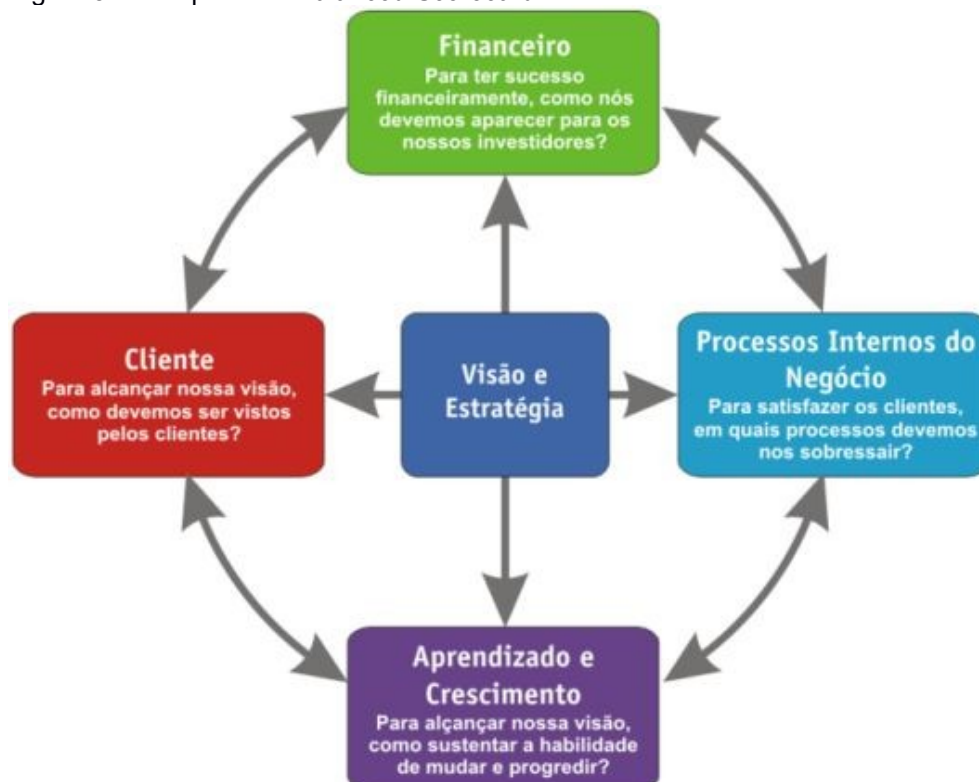 Financeiro
Para ter sucesso
financeiramente, como nós
devemos aparecer para os
nossos investidores?
Cliente
Para alcançar nossa visão,
como devemos ser vistos
pelos clientes?
Visão e
Estratégia
Processos Internos do
Negócio
Para satisfazer os clientes,
em quais processos devemos
nos sobressair?
Aprendizado e
Crescimento
Para alçançar nossa visão,
como sustentar a habilidade
de mudar e progredir?